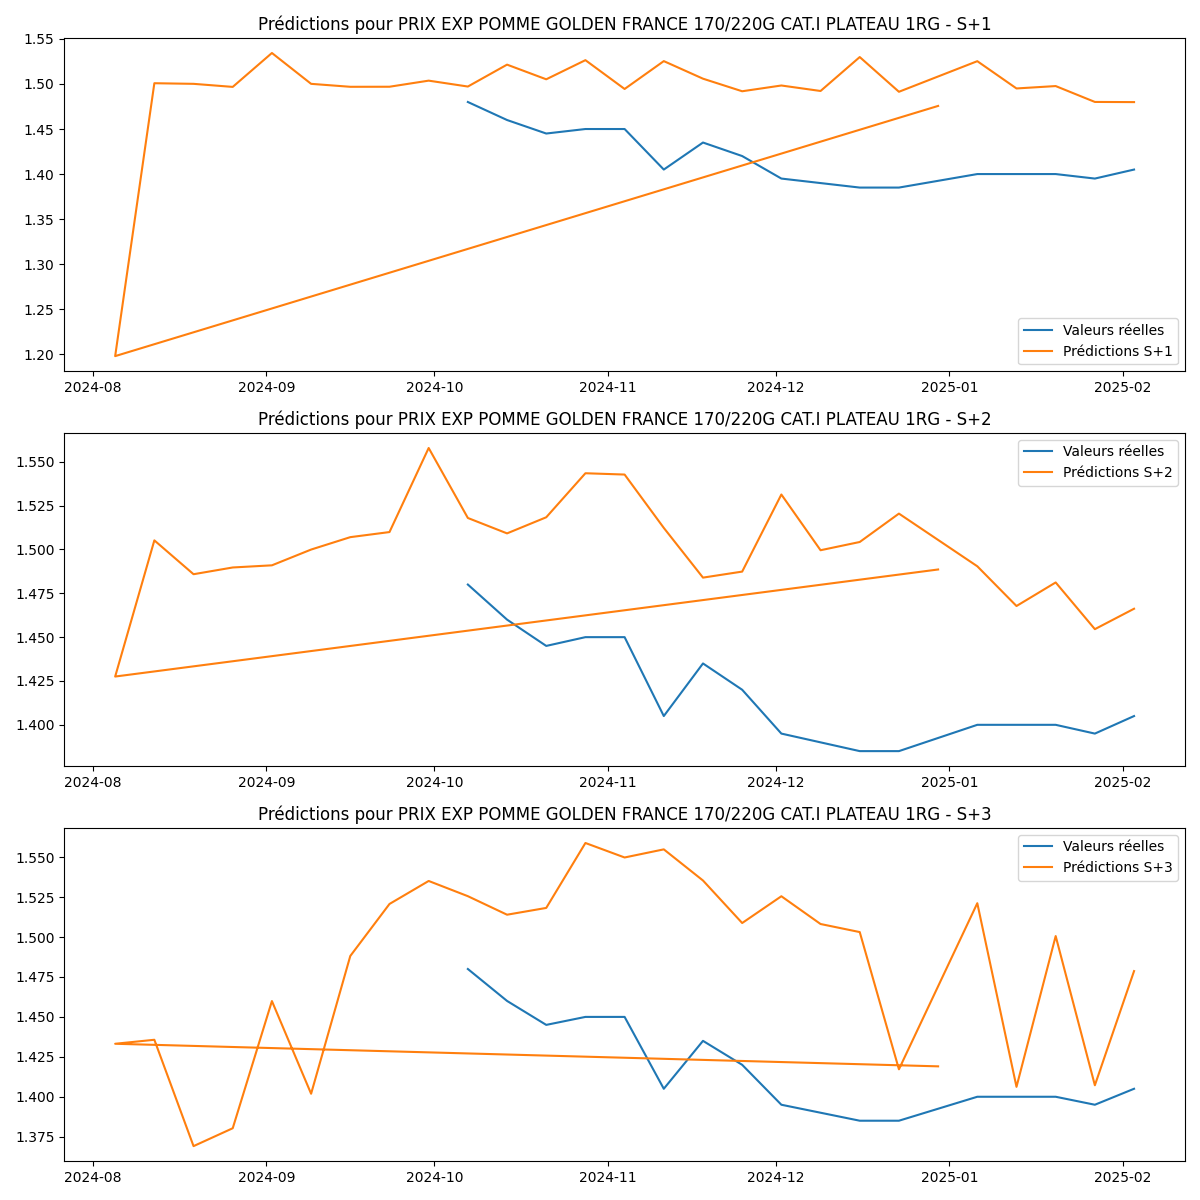 Prédictions pour PRIX EXP POMME GOLDEN FRANCE 170/220G CAT.I PLATEAU 1RG - S+1
1.55
1.50
1.45
1.40
1.35
1.30
1.25
1.20
Valeurs réelles
Prédictions S+1
2024-08 2024-09 2024-10 2024-11 2024-12 2025-01 2025-02
Prédictions pour PRIX EXP POMME GOLDEN FRANCE 170/220G CAT.I PLATEAU 1RG - S+2
1.550
1.525
1.500
1.475
1.450
1.425
1.400
Valeurs réelles
Prédictions S+2
2024-08 2024-09 2024-10 2024-11 2024-12 2025-01 2025-02
Prédictions pour PRIX EXP POMME GOLDEN FRANCE 170/220G CAT.I PLATEAU 1RG - S+3
1.550
1.525
1.500
1.475
1.450
1.425
1.400
1.375
Valeurs réelles
Prédictions S+3
2024-08 2024-09 2024-10 2024-11 2024-12 2025-01 2025-02